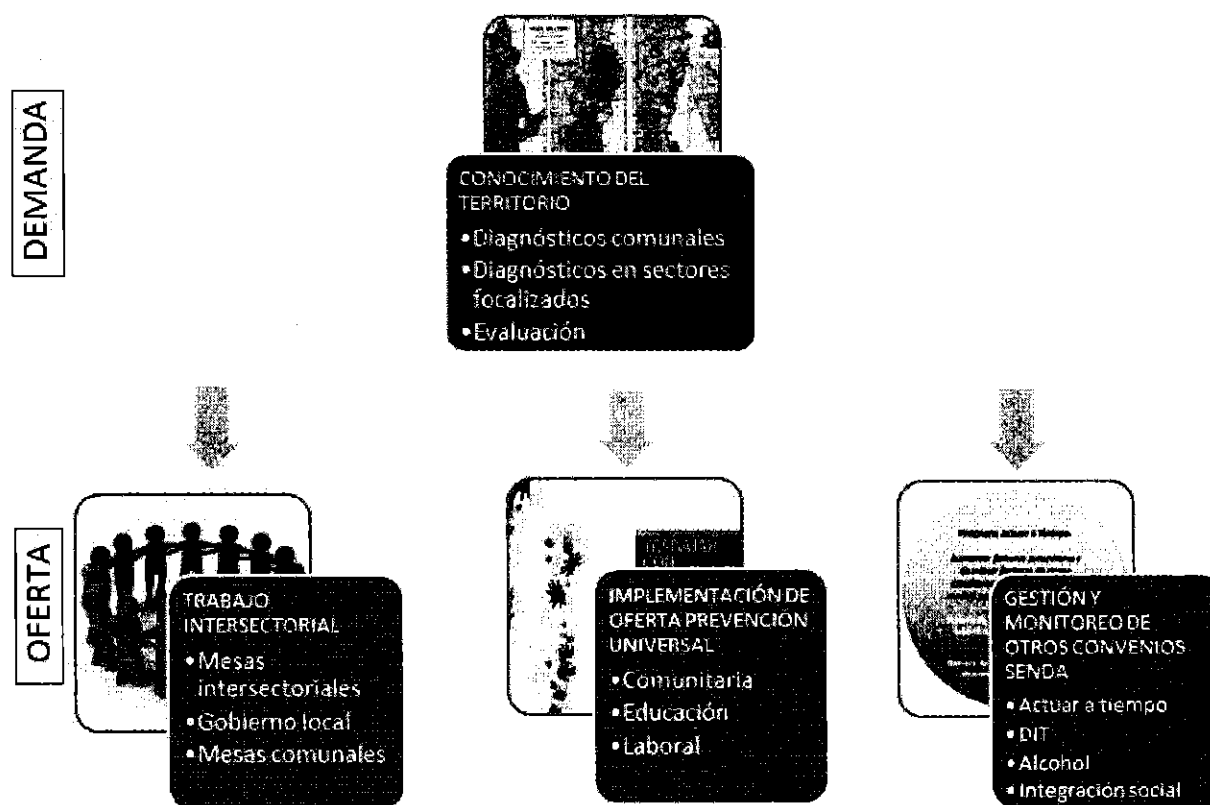 DEMANDA
CONOCIMIENTO DEL
TERRITORIO
•Diagnósticos comunales
•Diagnósticos en sectores
focalizados
•Evaluación
OFERTA
TRABAJO
INTERSECTORIAL
•Mesas
intersectoriales
•Gobierno local
•Mesas comunales
IMPLEMENTACIÓN DE
OFERTA PREVENCIÓN
UNIVERSAL
•Comunitaria
•Educación
•Laboral
GESTIÓN Y
MONITOREO DE
OTROS CONVENIOS
SENDA
•Actuar a tiempo
•DIT
•Alcohol
•Integración social